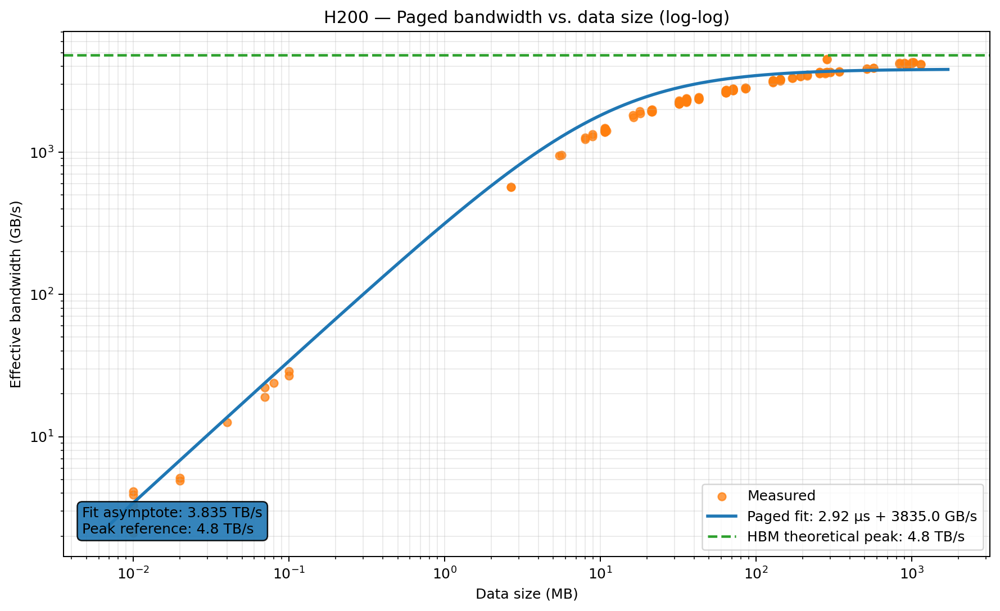 H200 — Paged bandwidth vs. data size (log-log)
Effective bandwidth (GB/s)
10³
10²
10¹
Fit asymptote: 3.835 TB/s
Peak reference: 4.8 TB/s
Measured
Paged fit: 2.92 µs + 3835.0 GB/s
HBM theoretical peak: 4.8 TB/s
10⁻² 10⁻¹ 10⁰ 10¹ 10² 10³
Data size (MB)